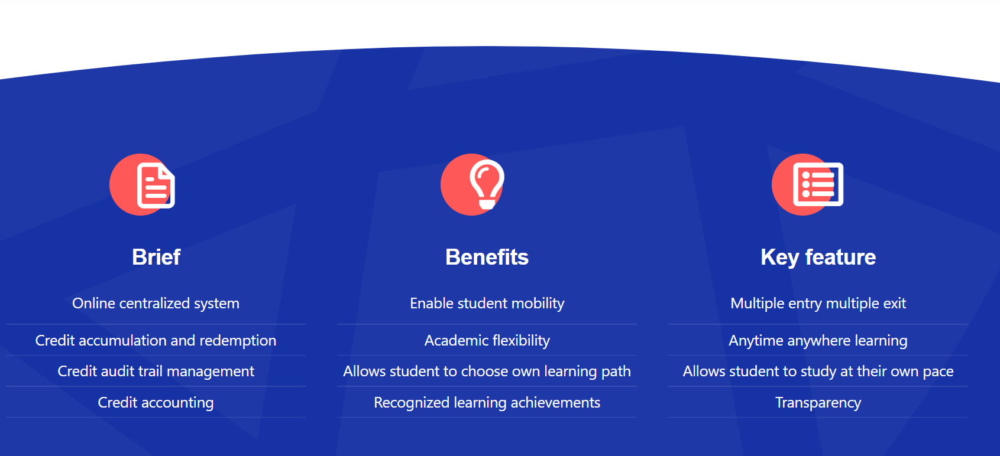 Brief
Online centralized system
Credit accumulation and redemption
Credit audit trail management
Credit accounting
Benefits
Enable student mobility
Academic flexibility
Allows student to choose own learning path
Recognized learning achievements
Key feature
Multiple entry multiple exit
Anytime anywhere learning
Allows student to study at their own pace
Transparency